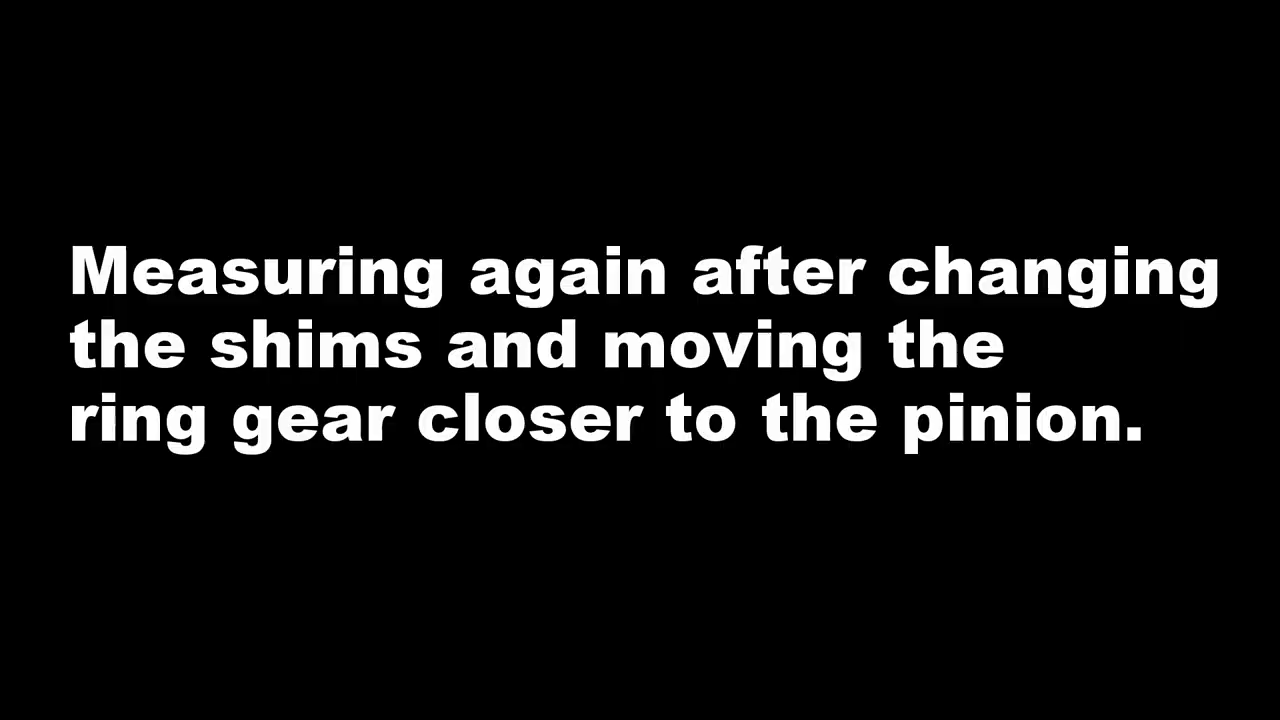 Measuring again after changing
the shims and moving the
ring gear closer to the pinion.